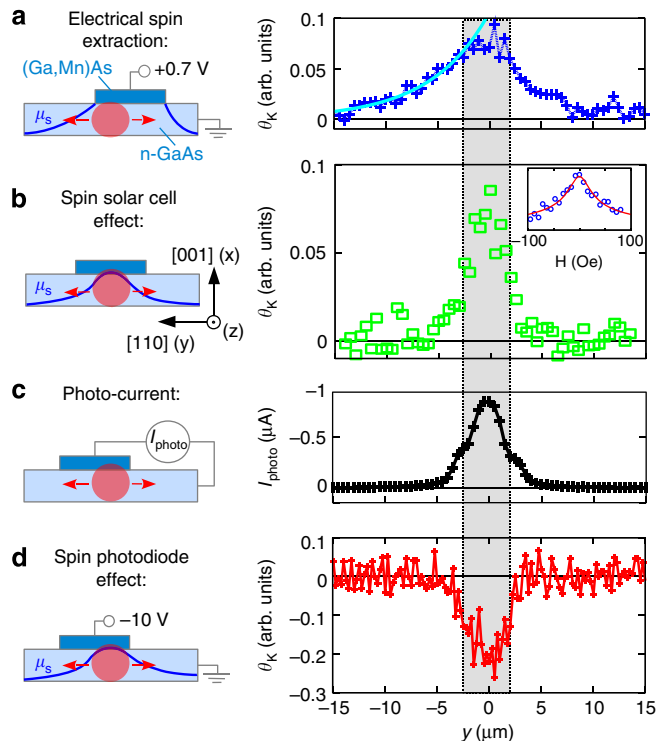 a
Electrical spin
extraction:
(Ga,Mn)As
+0.7 V
μs
n-GaAs
θK (arb. units)
0.1
0.05
0
b
Spin solar cell
effect:
μs
[001] (x)
(z)
[110] (y)
θK (arb. units)
0.1
0.05
0
−100
100
H (Oe)
c
Photo-current:
Iphoto
Iphoto (μA)
−1
−0.5
0
d
Spin photodiode
effect:
−10 V
μs
θK (arb. units)
0.1
0
−0.1
−0.2
−0.3
−15 −10 −5 0 5 10 15
y (μm)